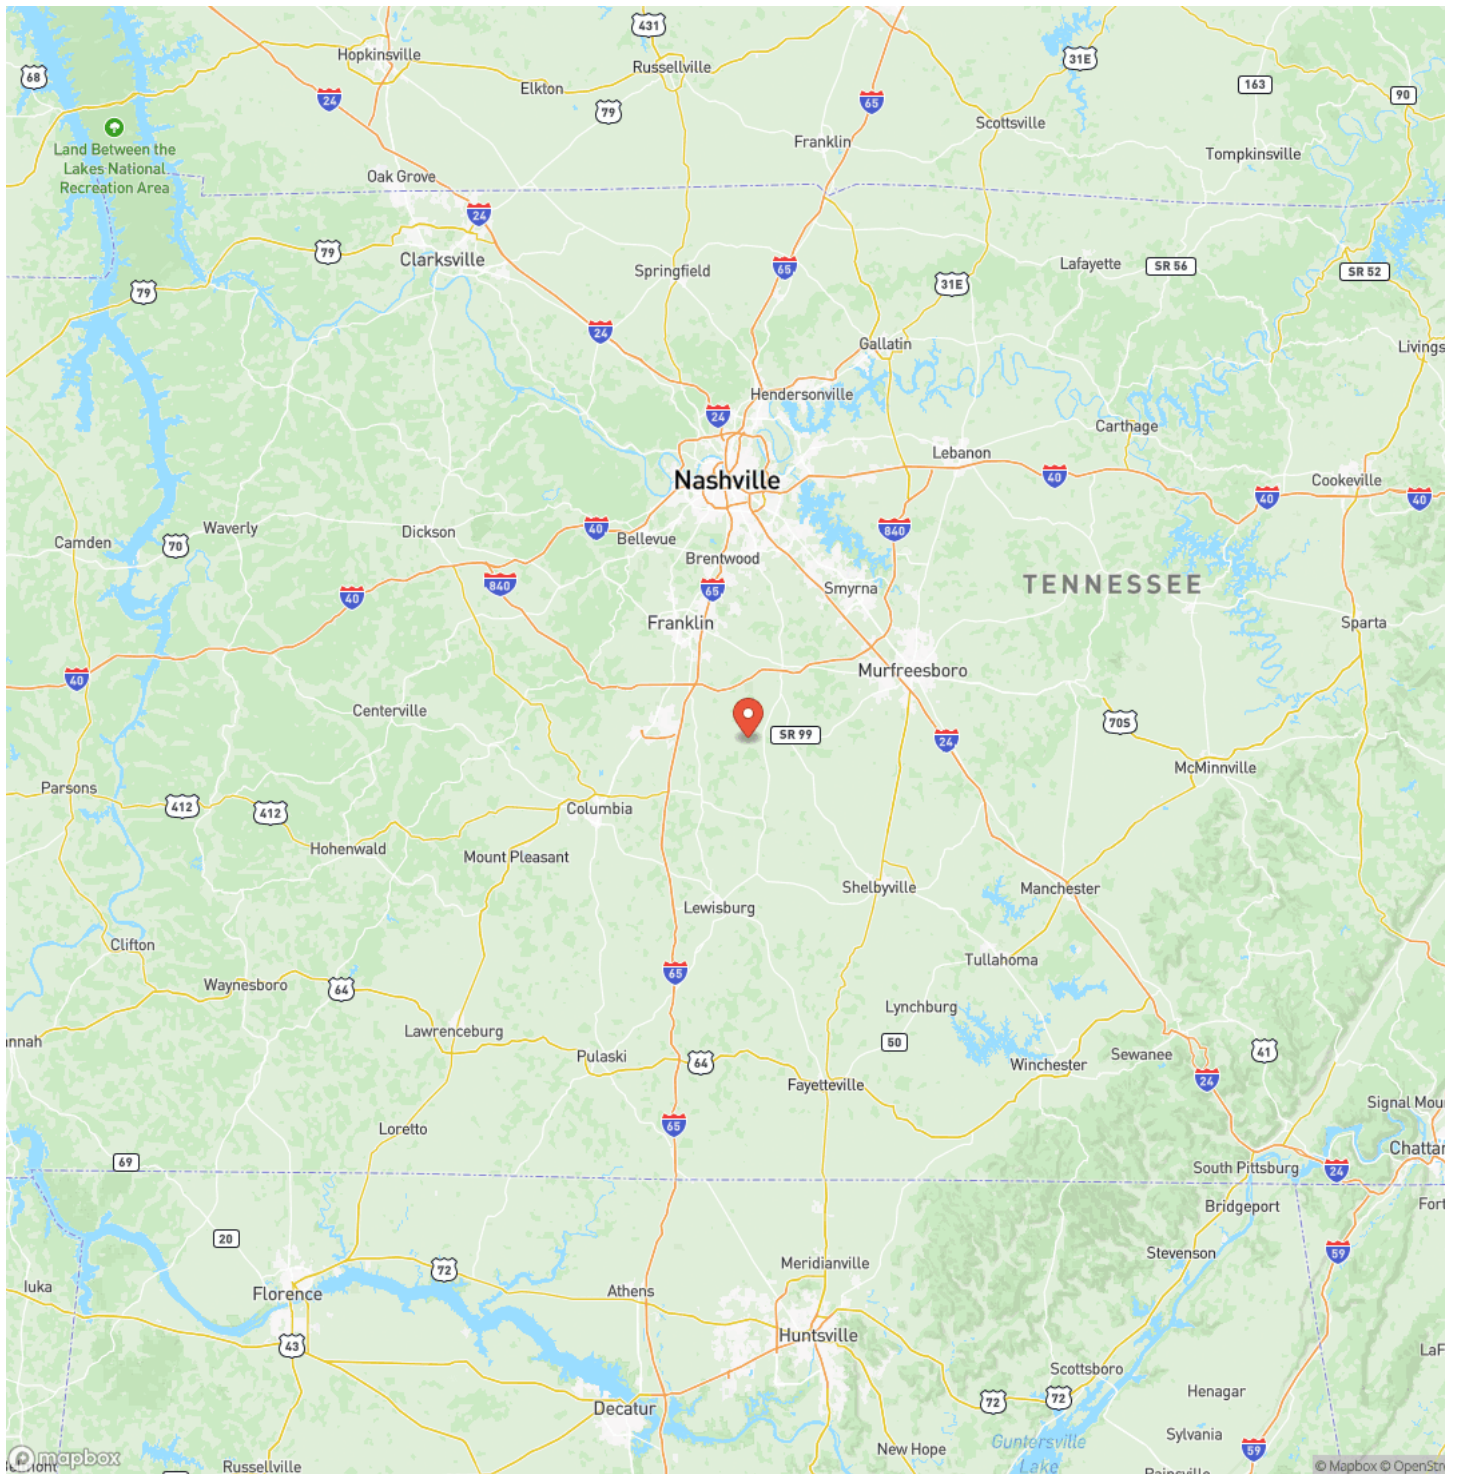 431
Hopkinsville
68
Russellville
31E
Elkton
24
79
65
163
90
Scottsville
Franklin
Land Between the
Lakes National
Recreation Area
Tompkinsville
Oak Grove
24
79
Clarksville
Springfield
65
Lafayette
SR 56
SR 52
31E
79
24
Gallatin
Livings
Hendersonville
24
Carthage
Lebanon
Nashville
40
Cookeville
40
40
Waverly
Dickson
40
840
Camden
70
Bellevue
Brentwood
TENNESSEE
840
40
65
Smyrna
Franklin
Sparta
40
Murfreesboro
Centerville
70S
SR 99
24
McMinnville
Parsons
412
412
Columbia
Hohenwald
Mount Pleasant
Shelbyville
Manchester
Lewisburg
Clifton
Tullahoma
65
Waynesboro
64
Lynchburg
Lawrenceburg
nnah
50
41
Pulaski
64
Sewanee
Winchester
24
Fayetteville
Signal Mou
65
Loretto
Chattar
69
South Pittsburg
24
Bridgeport
Fort
20
Stevenson
59
Meridianville
72
Iuka
Florence
Athens
Huntsville
43
LaF
Scottsboro
Henagar
72
72
Decatur
Sylvania
Guntersville
Lake
New Hope
59
mapbox
Russellville
© Mapbox © OpenStr